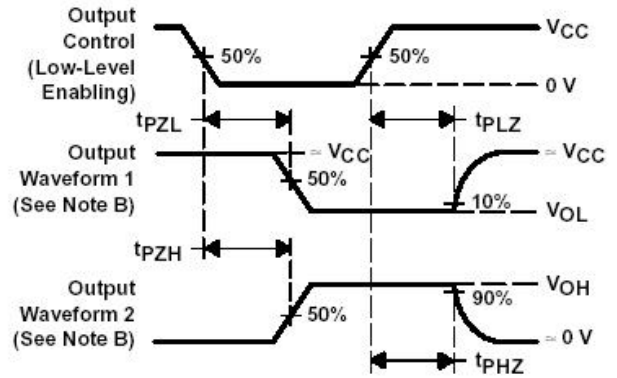 Output
Control
(Low-Level
Enabling)
50%
50%
VCC
0 V
tPZL
tPLZ
Output
Waveform 1
(See Note B)
≈ VCC
50%
≈ VCC
10%
VOL
tPZH
Output
Waveform 2
(See Note B)
50%
VOH
90%
≈ 0 V
tPHZ